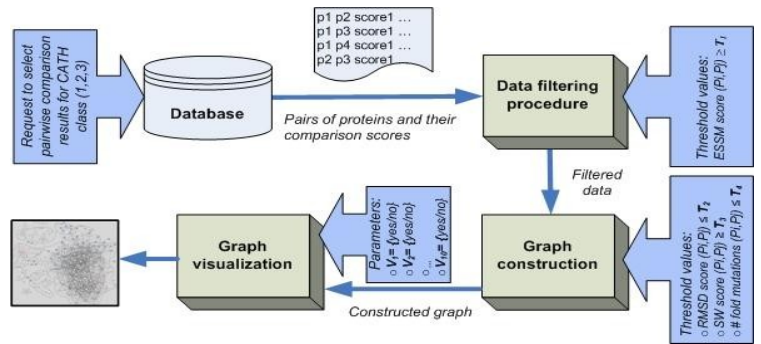 Request to select
pairwise comparison
results for CATH
class (1,2,3)
Database
p1 p2 score1 ...
p1 p3 score1 ...
p1 p4 score1 ...
p2 p3 score1
Pairs of proteins and their
comparison scores
Data filtering
procedure
Threshold values:
ESSM score (Pi,Pj) ≥ T1
Filtered
data
Graph
construction
Threshold values:
○ RMSD score (Pi,Pj) ≤ T2
○ SW score (Pi,Pj) ≥ T3
○ # fold mutations (Pi,Pj) ≤ T4
Constructed graph
Parameters:
○ V1= {yes/no}
○ V2= {yes/no}
○ ...
○ V10= {yes/no}
Graph
visualization